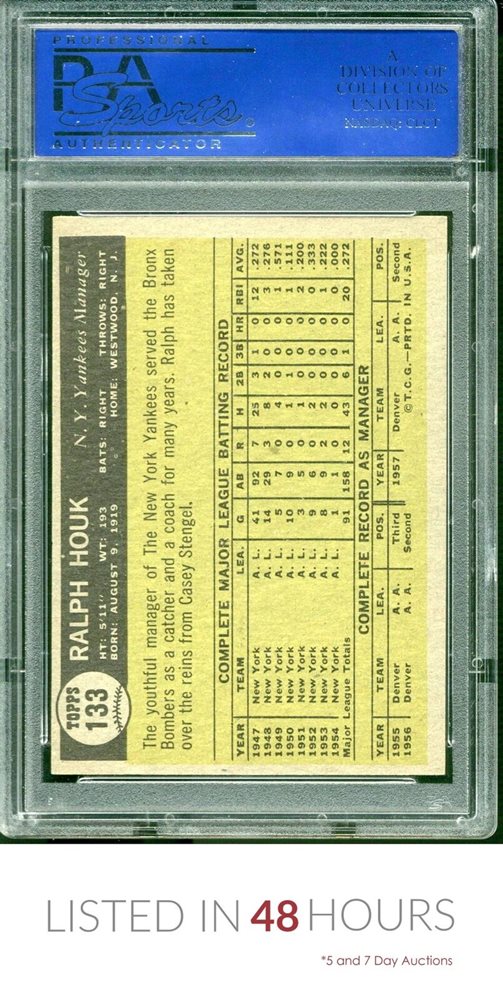 PROFESSIONAL
PSA
Sports
AUTHENTICATOR
A
DIVISION OF
COLLECTORS
UNIVERSE
NASDAQ: CLCT
TOPPS
133
RALPH HOUK N. Y. Yankees Manager
HT: 5'11" WT: 193 BATS: RIGHT THROWS: RIGHT
BORN: AUGUST 9, 1919 HOME: WESTWOOD, N. J.
The youthful manager of The New York Yankees served the Bronx
Bombers as a catcher and a coach for many years. Ralph has taken
over the reins from Casey Stengel.
COMPLETE MAJOR LEAGUE BATTING RECORD
YEAR TEAM LEA. G AB R H 2B 3B HR RBI AVG.
1947 New York A. L. 41 92 7 25 3 1 0 12 .272
1948 New York A. L. 14 29 3 8 2 0 0 3 .276
1949 New York A. L. 5 7 0 4 0 0 0 1 .571
1950 New York A. L. 10 9 0 1 0 0 0 1 .111
1951 New York A. L. 3 5 0 1 0 0 0 2 .200
1952 New York A. L. 9 6 0 2 0 0 0 0 .333
1953 New York A. L. 8 9 2 2 0 0 0 1 .222
1954 New York A. L. 1 1 0 0 0 0 0 0 .000
Major League Totals 91 158 12 43 6 1 0 20 .272
COMPLETE RECORD AS MANAGER
YEAR TEAM LEA. POS. YEAR TEAM LEA. POS.
1955 Denver A. A. Third 1957 Denver A. A. Second
1956 Denver A. A. Second ©T.C.G.—PRTD. IN U.S.A.
LISTED IN 48 HOURS
*5 and 7 Day Auctions